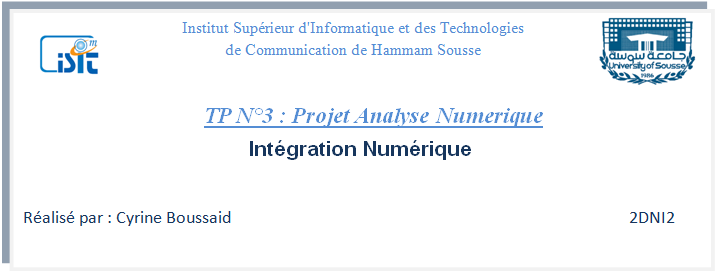 Institut Supérieur d'Informatique et des Technologies
de Communication de Hammam Sousse
isitc
m
جامعة سوسة
University of Sousse
1986
TP N°3 : Projet Analyse Numerique
Intégration Numérique
Réalisé par : Cyrine Boussaid 2DNI2